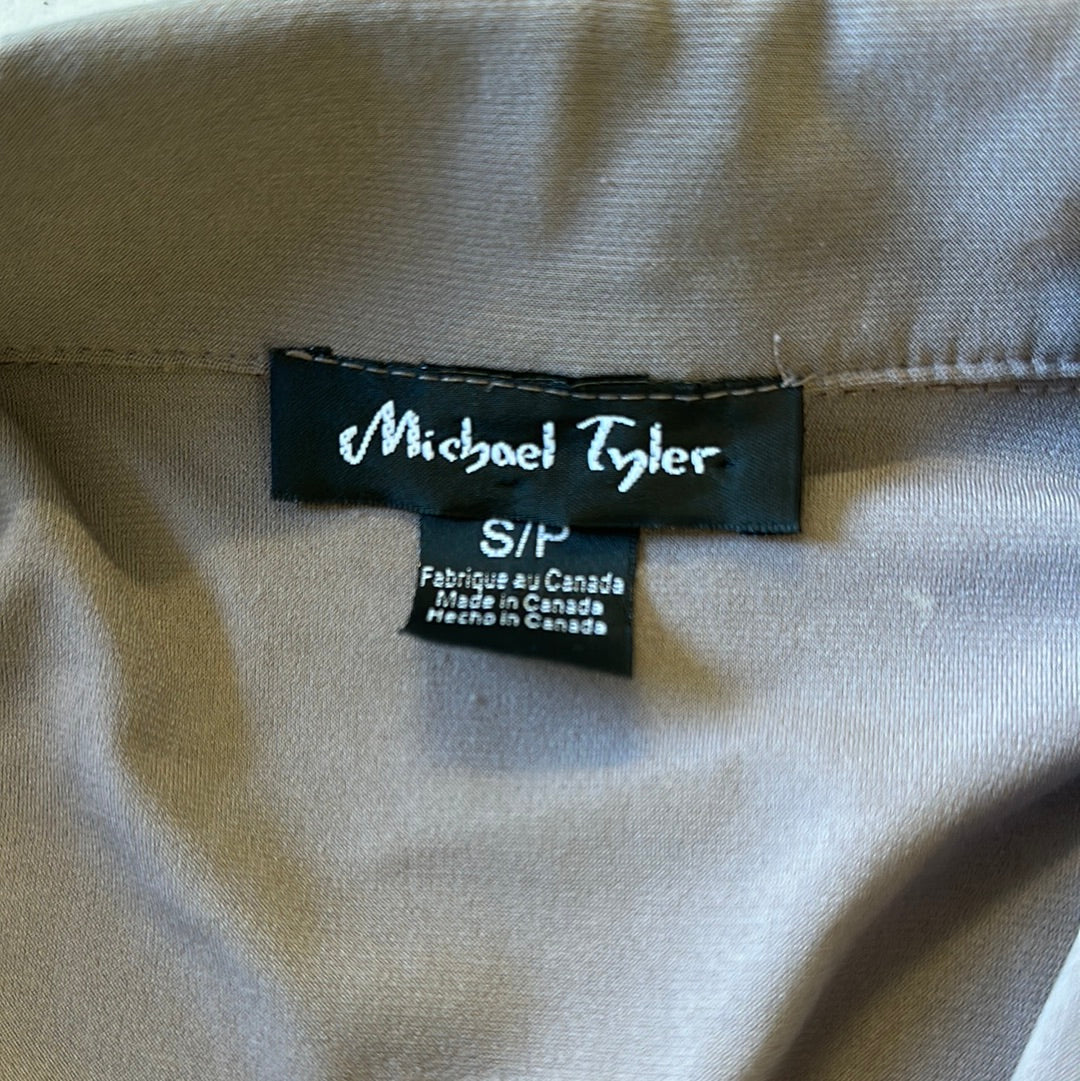 Michael Tyler
S/P
Fabrique au Canada
Made in Canada
Hecho in Canada